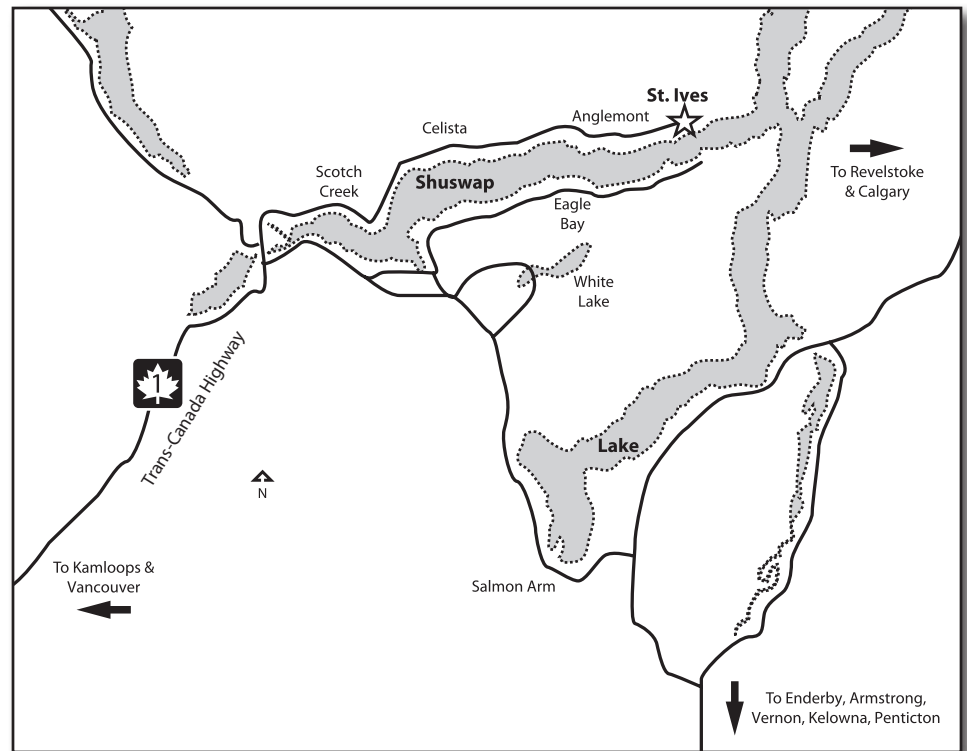 St. Ives
Anglemont
Celista
Scotch
Creek
Shuswap
To Revelstoke
& Calgary
Eagle
Bay
White
Lake
1
Trans-Canada Highway
Lake
N
To Kamloops &
Vancouver
Salmon Arm
To Enderby, Armstrong,
Vernon, Kelowna, Penticton